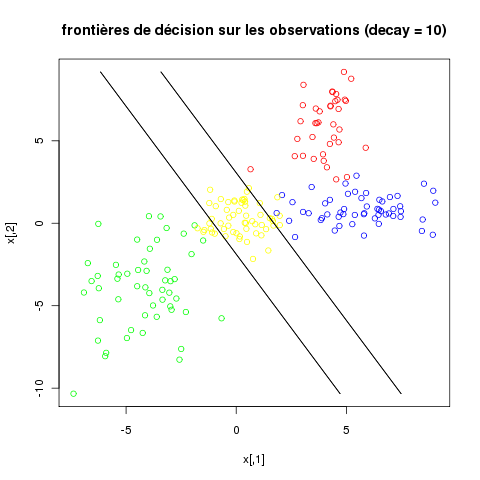 frontières de décision sur les observations (decay = 10)
5
0
-5
-10
x[,2]
-5
0
5
x[,1]